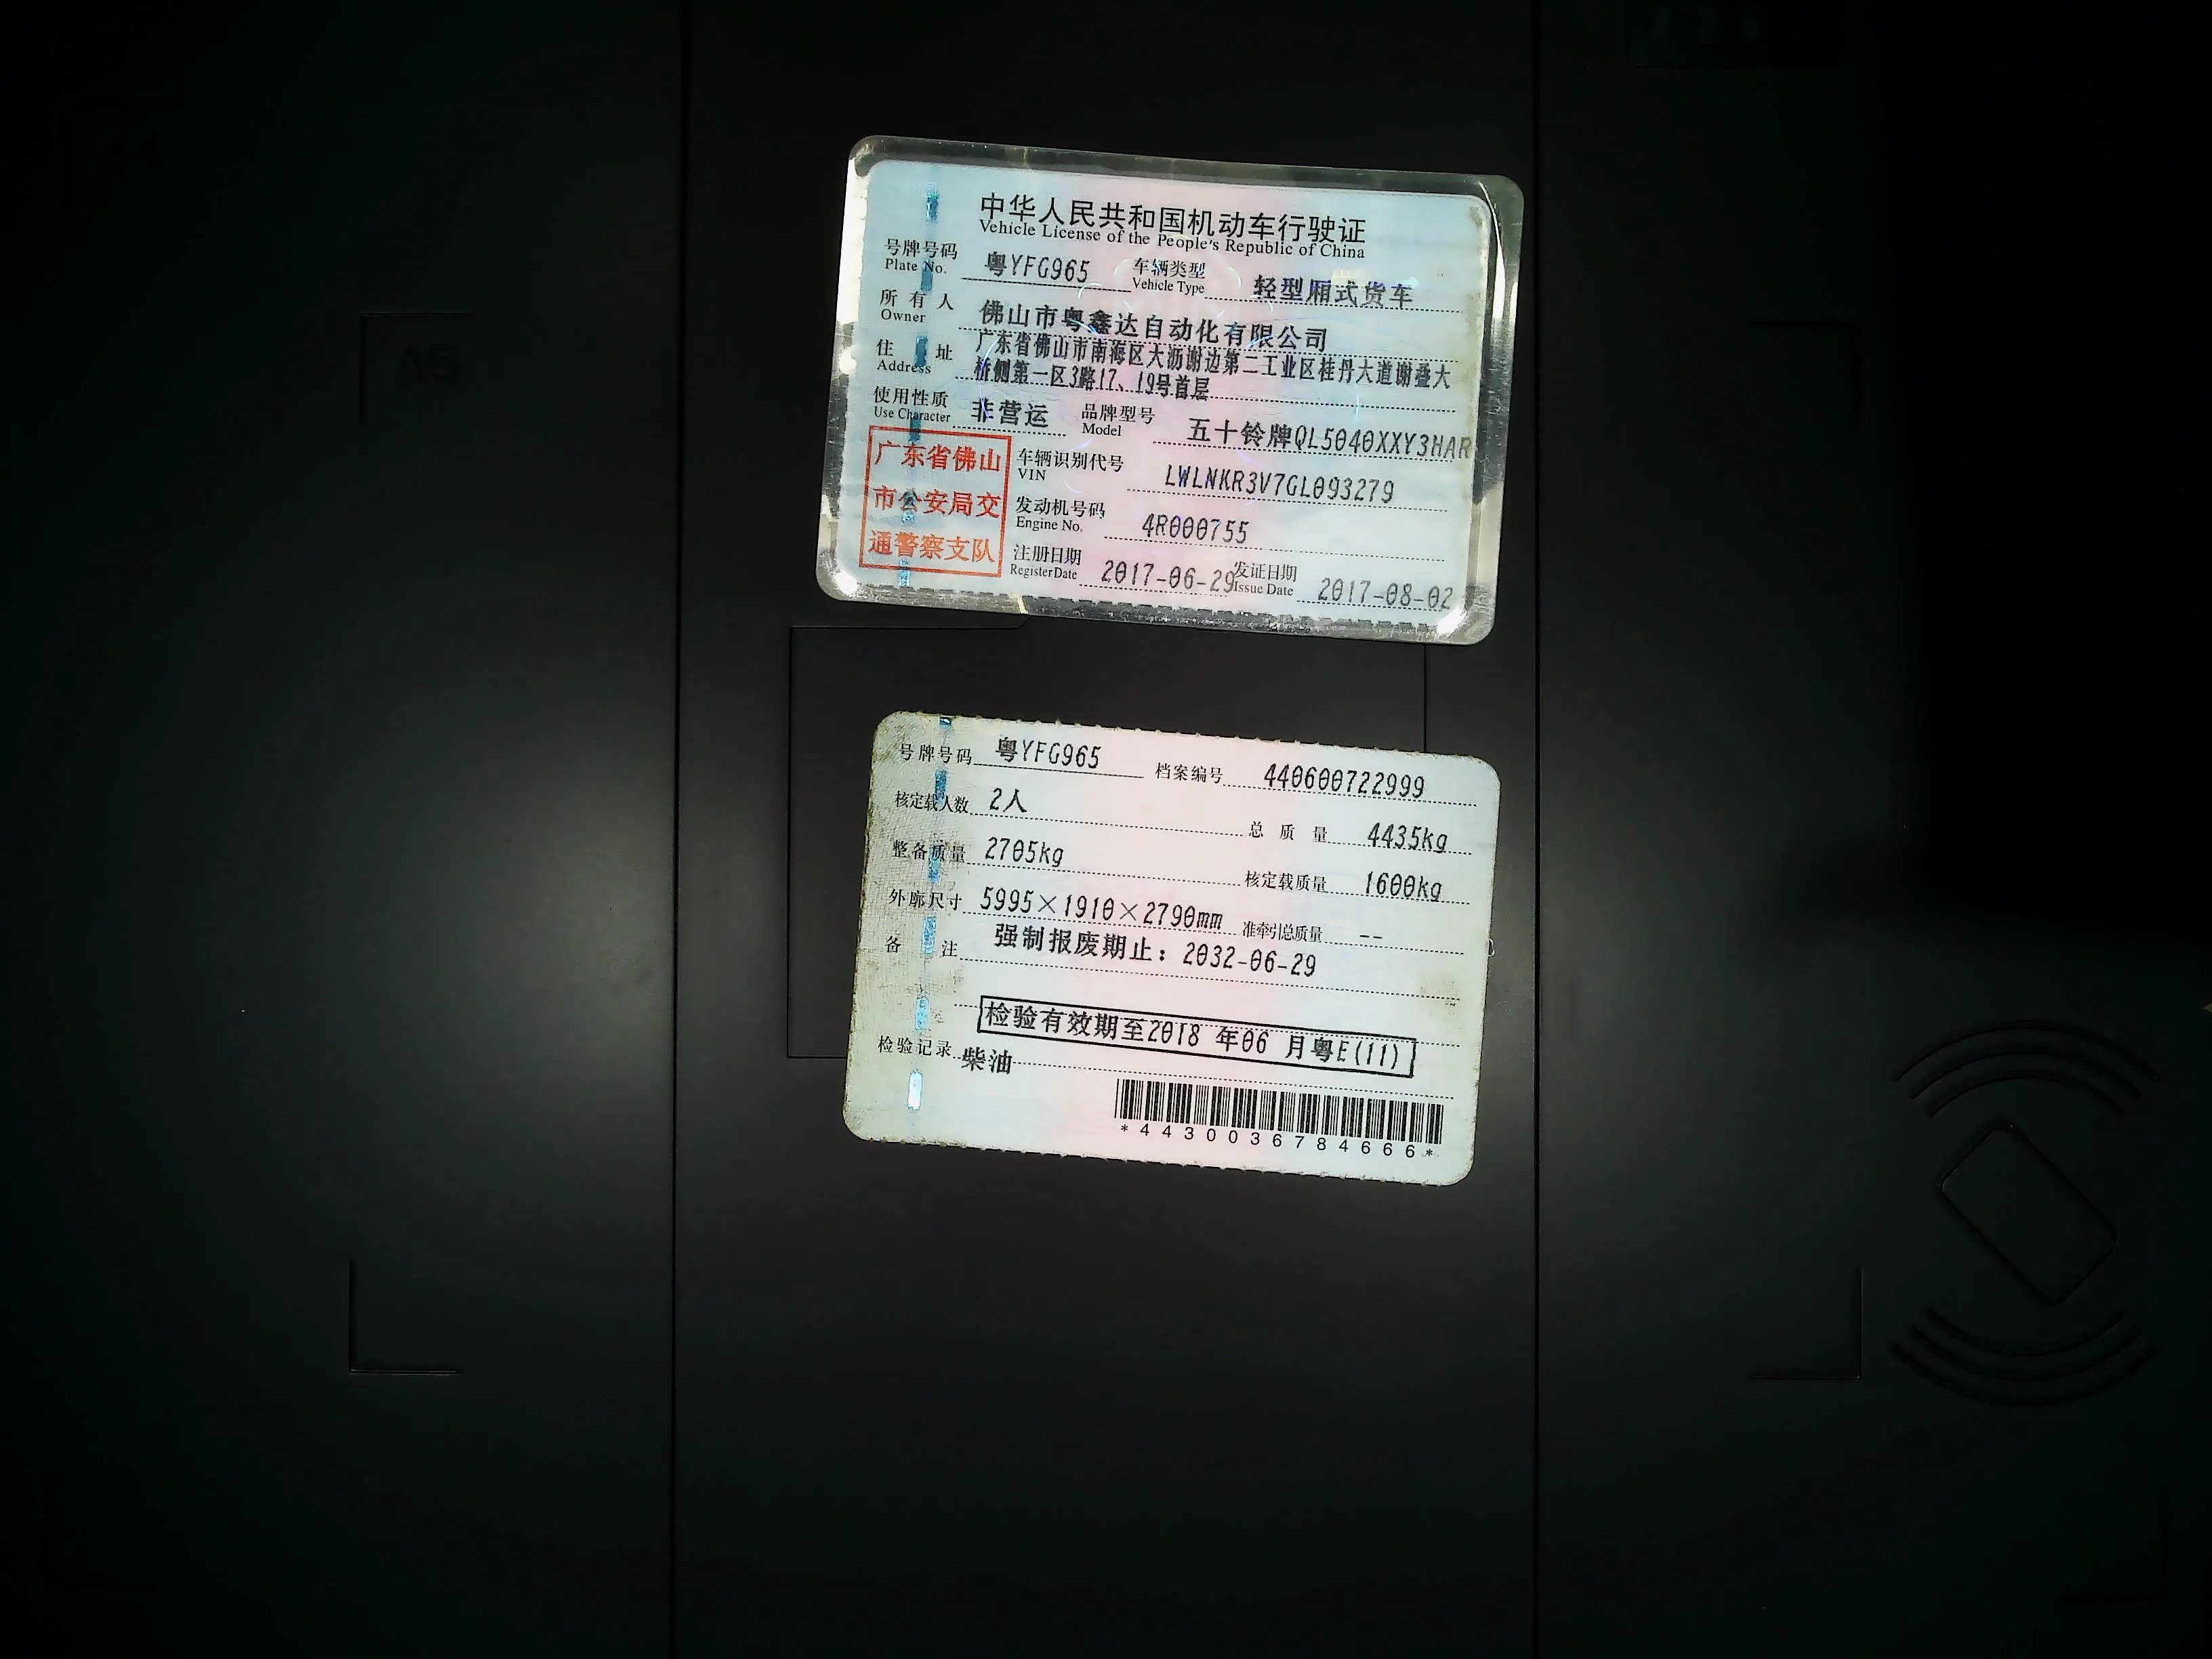 中华人民共和国机动车行驶证
Vehicle License of the People's Republic of China
号牌号码 粤YFG965 车辆类型 轻型厢式货车
Plate No. Vehicle Type
所有人 佛山市粤鑫达自动化有限公司
Owner
住址 广东省佛山市南海区大沥谢边第二工业区桂丹大道谢叠大
Address 桥侧第一区3路17、19号首层
使用性质 非营运 品牌型号 五十铃牌QL5040XXY3HAR
Use Character Model
广东省佛山
市公安局交
通警察支队
车辆识别代号 LWLNKR3V7GL093279
VIN
发动机号码 4R000755
Engine No.
注册日期 2017-06-29 发证日期 2017-08-02
Register Date Issue Date
号牌号码 粤YFG965 档案编号 440600722999
核定载人数 2人 总质量 4435kg
整备质量 2705kg 核定载质量 1600kg
外廓尺寸 5995×1910×2790mm 准牵引总质量 --
备注 强制报废期止：2032-06-29
检验有效期至2018 年06 月粤E(11)
检验记录 柴油
*4430036784666*
A5